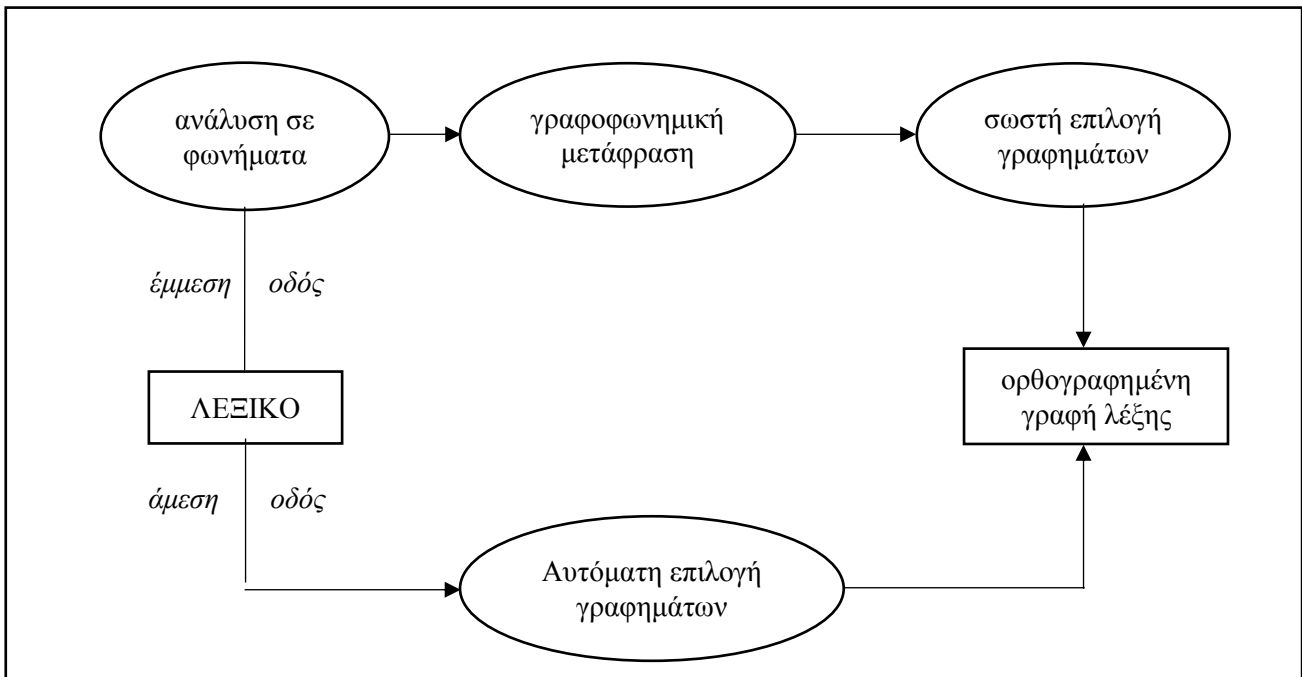 ανάλυση σε
φωνήματα
γραφοφωνημική
μετάφραση
σωστή επιλογή
γραφημάτων
έμμεση οδός
ΛΕΞΙΚΟ
ορθογραφημένη
γραφή λέξης
άμεση οδός
Αυτόματη επιλογή
γραφημάτων